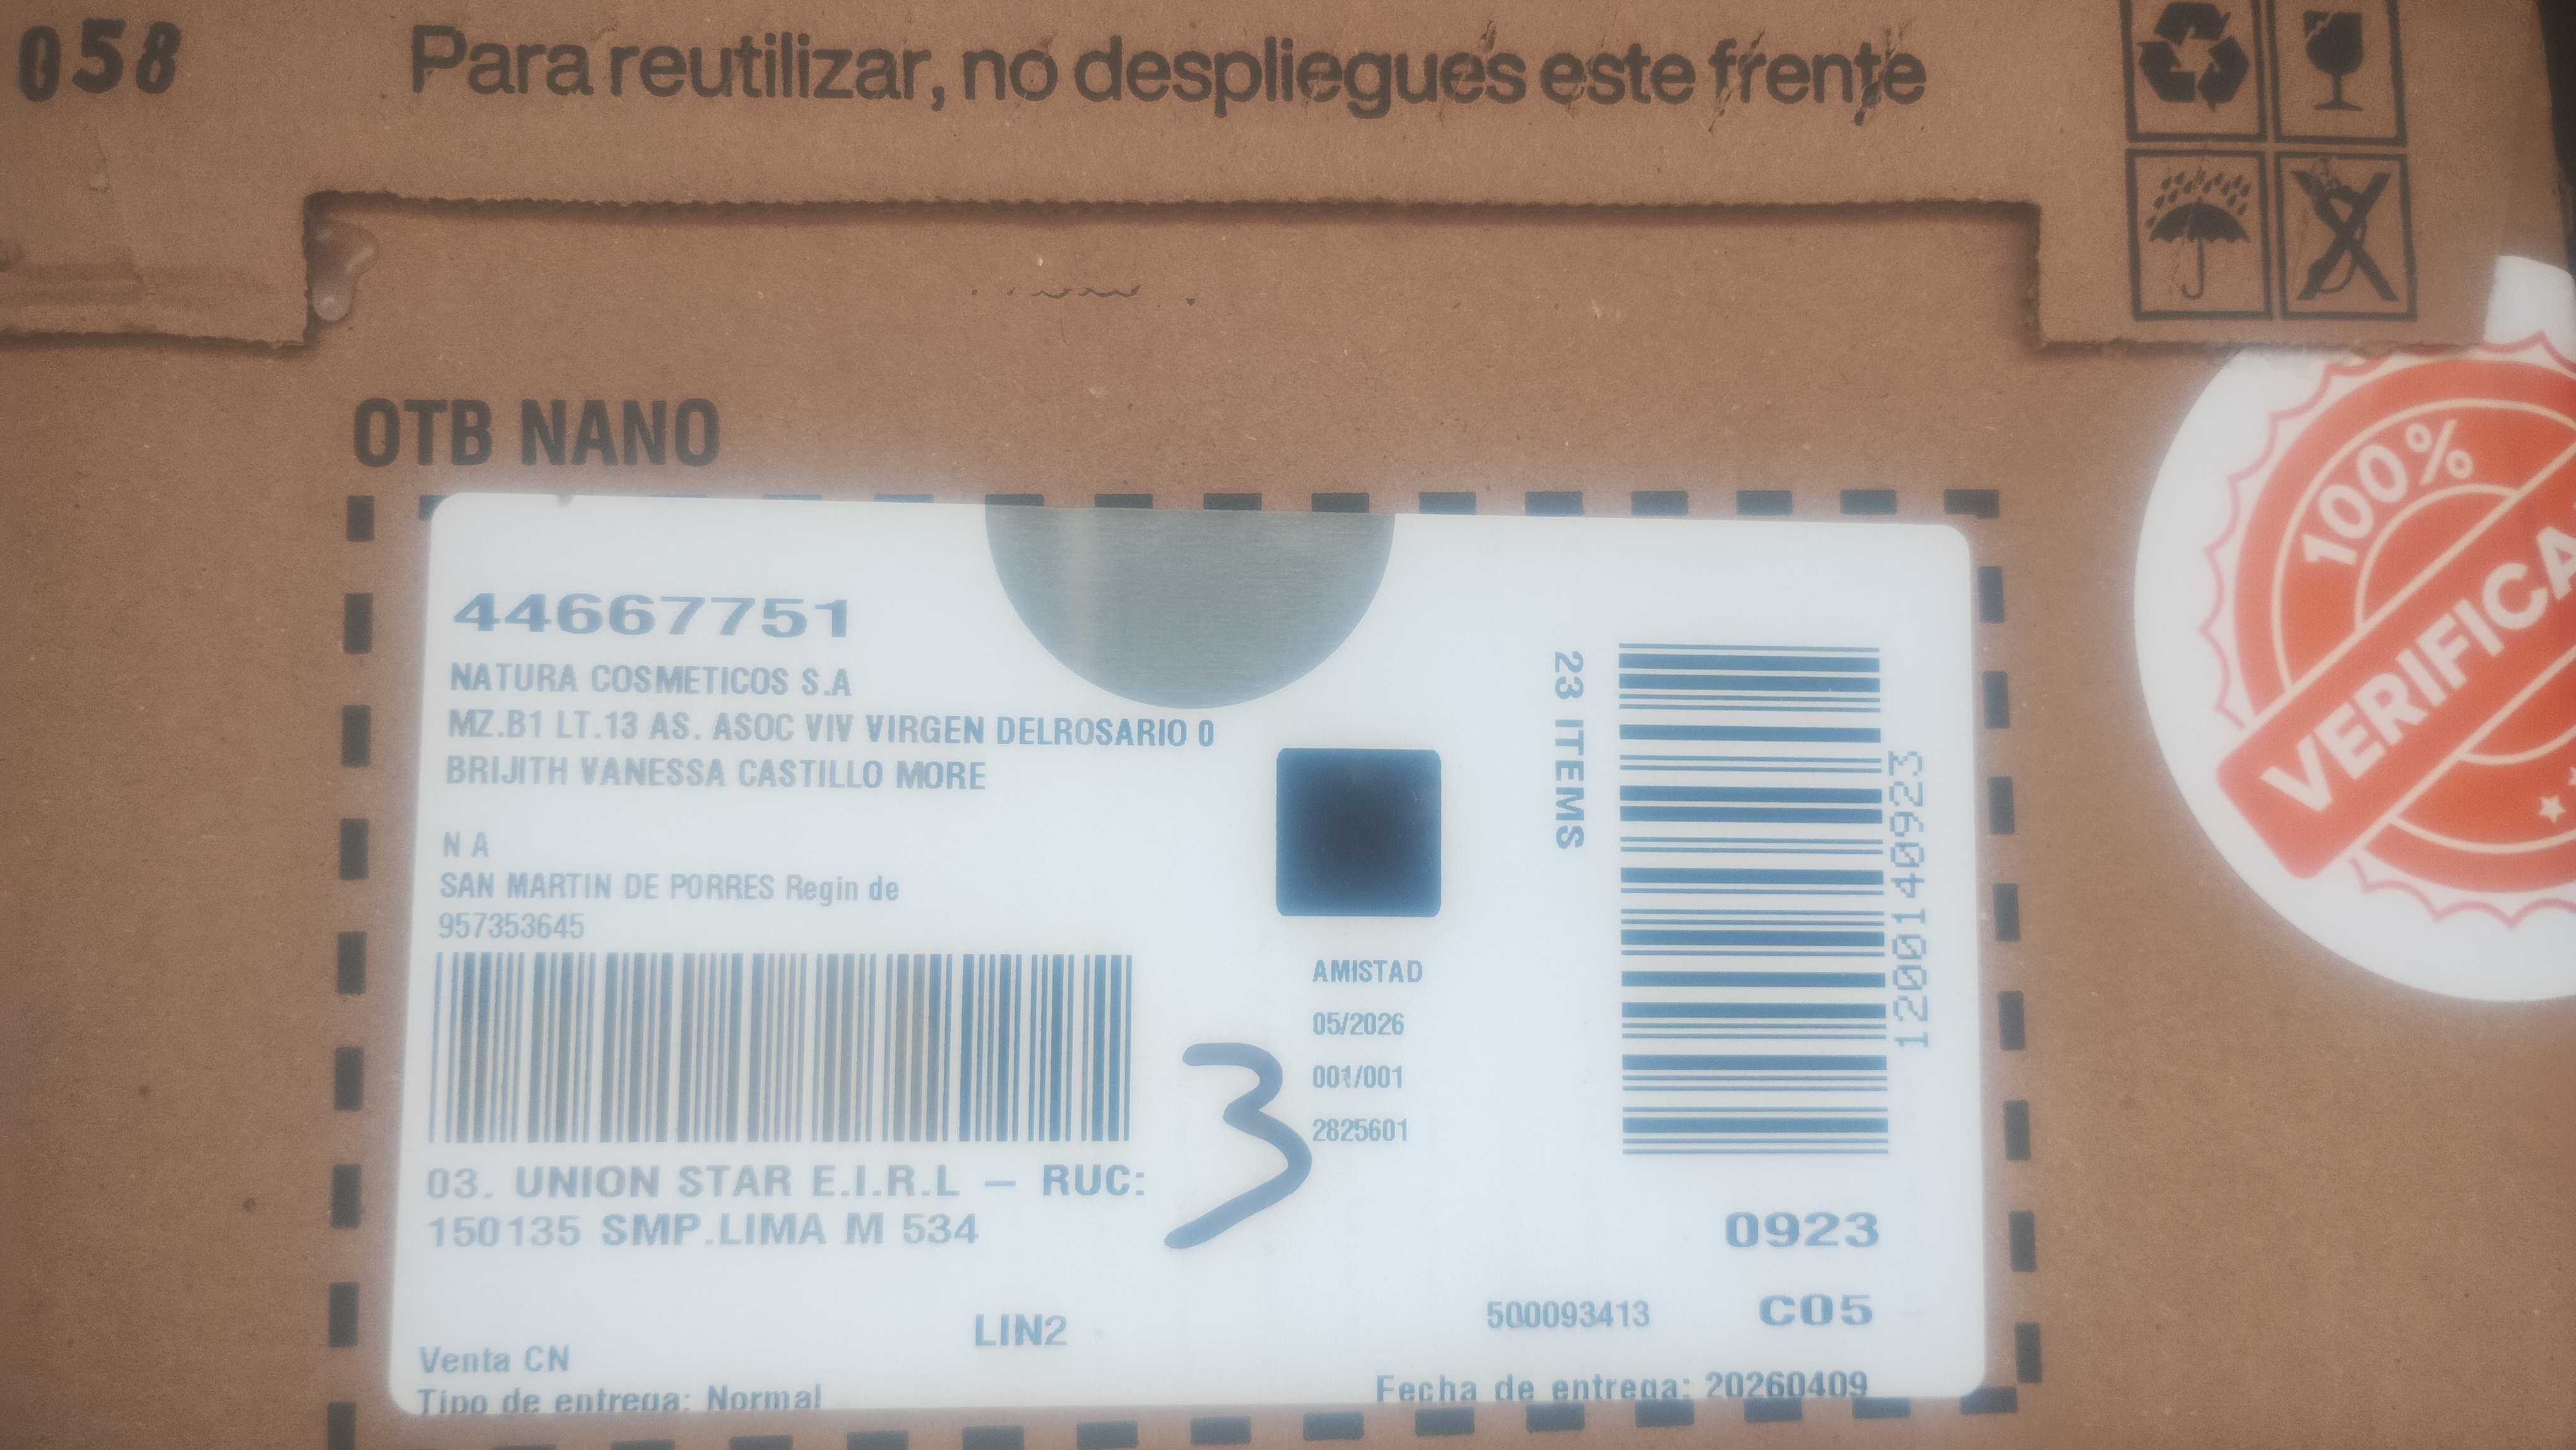 058
Para reutilizar, no despliegues este frente
OTB NANO
100%
VERIFICA
44667751
NATURA COSMETICOS S.A
MZ.B1 LT.13 AS. ASOC VIV VIRGEN DELROSARIO 0
BRIJITH VANESSA CASTILLO MORE
N A
SAN MARTIN DE PORRES Regin de
957353645
23 ITEMS
120014 0923
AMISTAD
05/2026
001/001
2825601
3
03. UNION STAR E.I.R.L – RUC:
150135 SMP.LIMA M 534
0923
LIN2
500093413
C05
Venta CN
Tipo de entrega: Normal
Fecha de entrega: 20260409